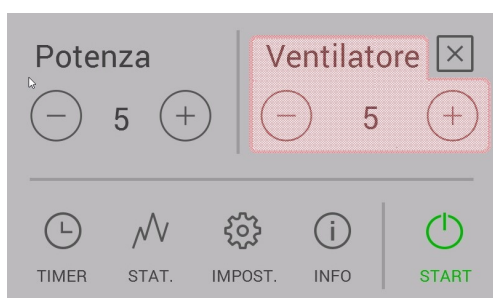 Potenza
Ventilatore
5
5
TIMER
STAT.
IMPOST.
INFO
START